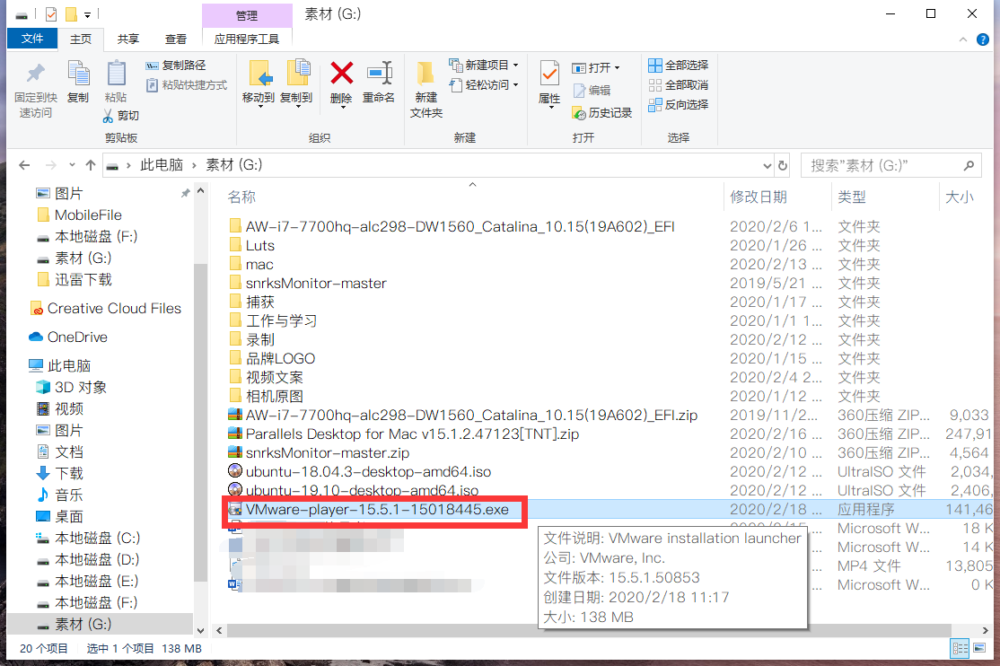 管理
素材 (G:)
文件
主页
共享
查看
应用程序工具
固定到快
速访问
复制
粘贴
复制路径
粘贴快捷方式
剪切
剪贴板
移动到
复制到
删除
重命名
组织
新建
文件夹
新建项目
轻松访问
新建
属性
打开
编辑
历史记录
打开
全部选择
全部取消
反向选择
选择
此电脑 › 素材 (G:)
搜索"素材 (G:)"
图片
MobileFile
本地磁盘 (F:)
素材 (G:)
迅雷下载
Creative Cloud Files
OneDrive
此电脑
3D 对象
视频
图片
文档
下载
音乐
桌面
本地磁盘 (C:)
本地磁盘 (D:)
本地磁盘 (E:)
本地磁盘 (F:)
素材 (G:)
名称 修改日期 类型 大小
AW-i7-7700hq-alc298-DW1560_Catalina_10.15(19A602)_EFI 2020/2/6 1... 文件夹
Luts 2020/1/26 ... 文件夹
mac 2020/2/13 ... 文件夹
snrksMonitor-master 2019/5/21 ... 文件夹
捕获 2020/1/17 ... 文件夹
工作与学习 2020/1/1 1... 文件夹
录制 2020/2/12 ... 文件夹
品牌LOGO 2020/1/15 ... 文件夹
视频文案 2020/2/4 2... 文件夹
相机原图 2020/1/12 ... 文件夹
AW-i7-7700hq-alc298-DW1560_Catalina_10.15(19A602)_EFI.zip 2019/11/2... 360压缩 ZIP... 9,033
Parallels Desktop for Mac v15.1.2.47123[TNT].zip 2020/2/16 ... 360压缩 ZIP... 247,91
snrksMonitor-master.zip 2020/2/10 ... 360压缩 ZIP... 4,564
ubuntu-18.04.3-desktop-amd64.iso 2020/2/12 ... UltraISO 文件 2,034,
ubuntu-19.10-desktop-amd64.iso 2020/2/12 ... UltraISO 文件 2,406,
VMware-player-15.5.1-15018445.exe 2020/2/18 ... 应用程序 141,46
Microsoft W... 18 K
Microsoft W... 14 K
MP4 文件 13,805
Microsoft W... 0 K
文件说明: VMware installation launcher
公司: VMware, Inc.
文件版本: 15.5.1.50853
创建日期: 2020/2/18 11:17
大小: 138 MB
20 个项目 选中 1 个项目 138 MB